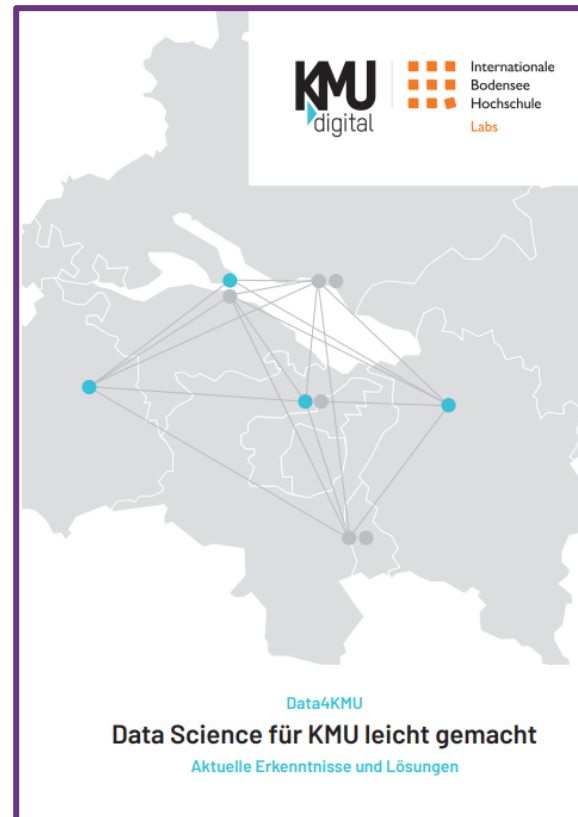 KMU
digital
Internationale
Bodensee
Hochschule
Labs
Data4KMU
Data Science für KMU leicht gemacht
Aktuelle Erkenntnisse und Lösungen